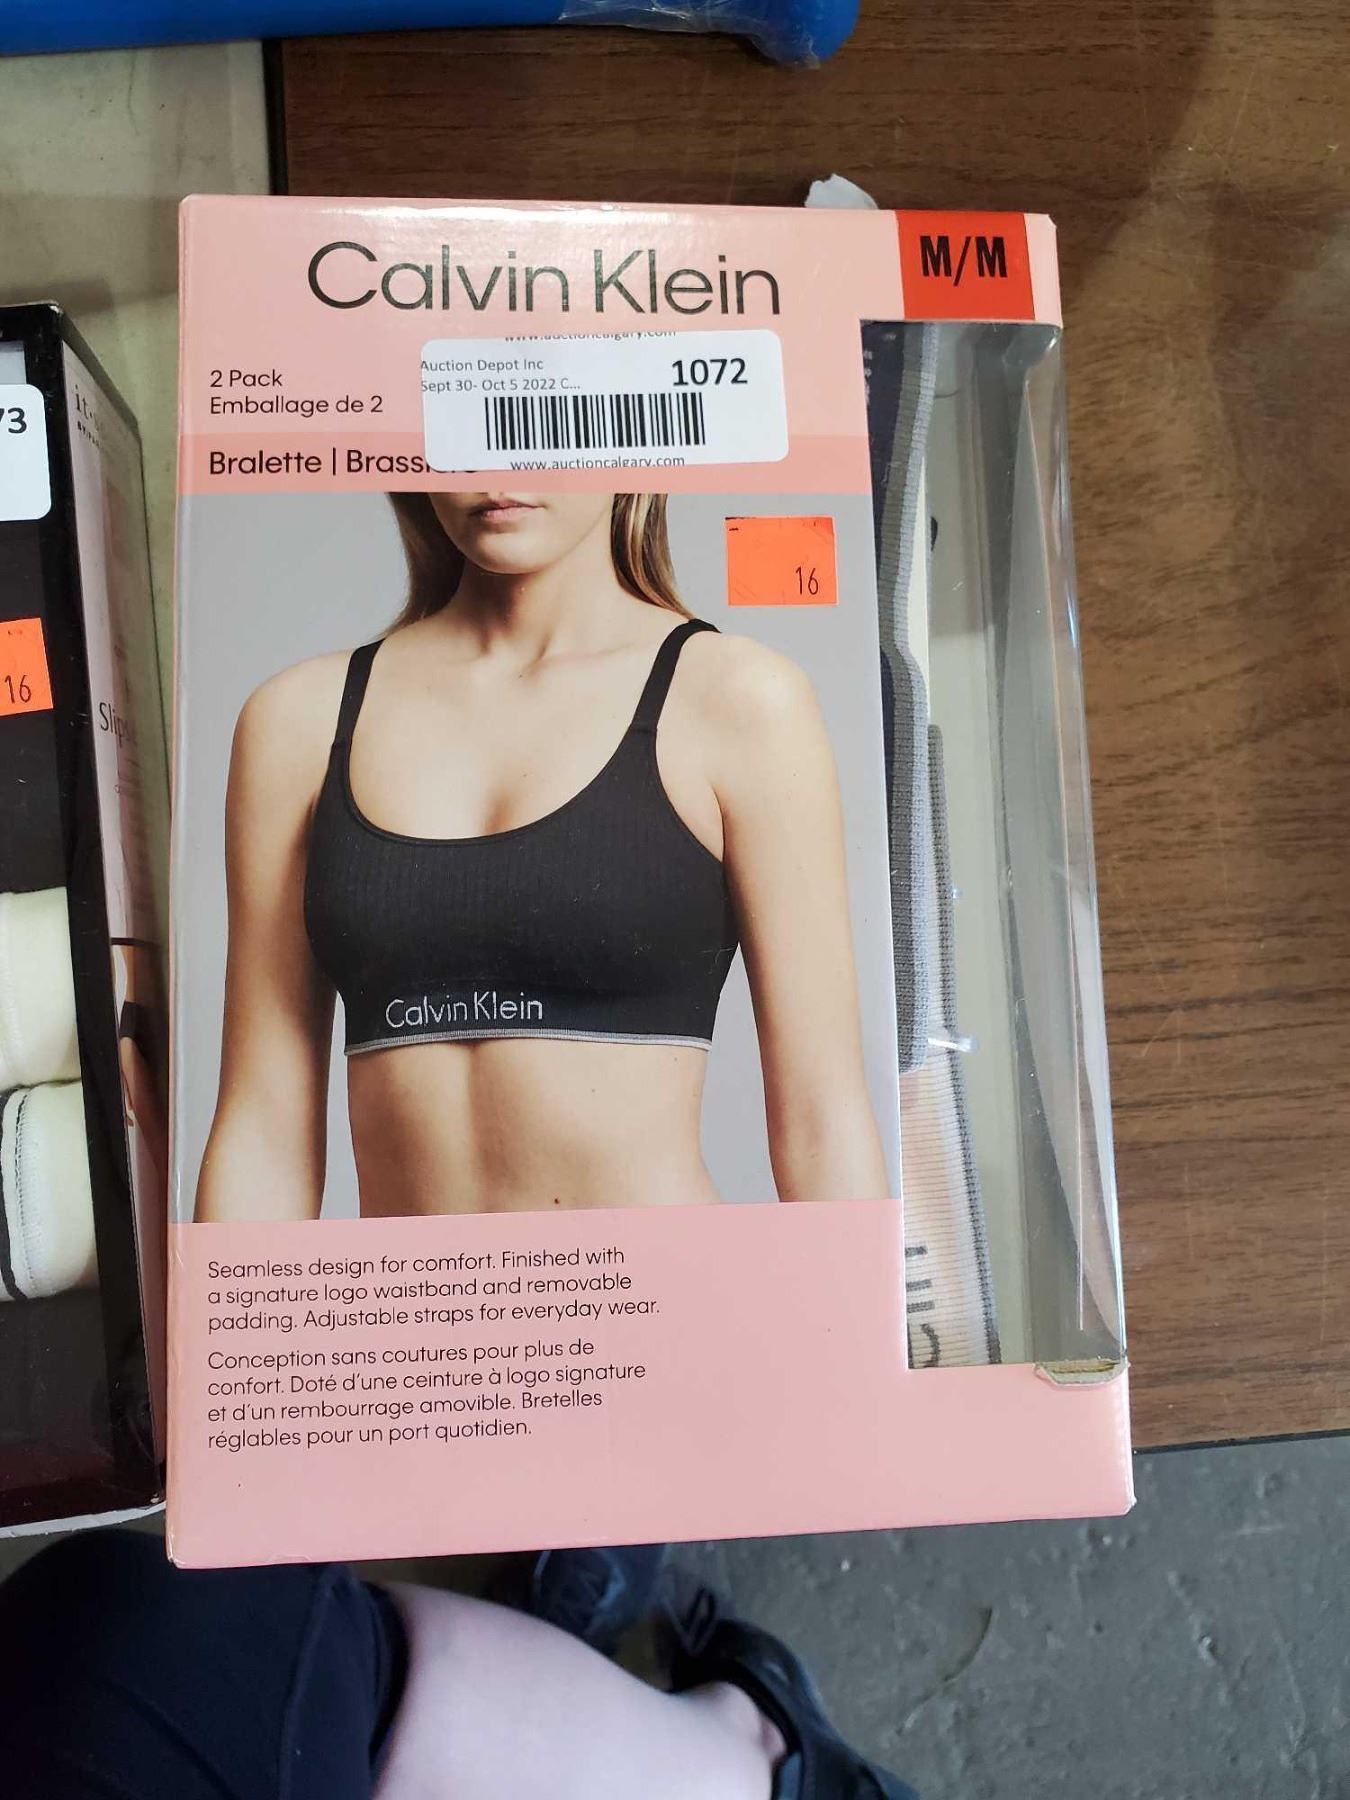 Calvin Klein
M/M
www.auctioncalgary.com
Auction Depot Inc
Sept 30- Oct 5 2022 C...
1072
www.auctioncalgary.com
2 Pack
Emballage de 2
Bralette |
16
Calvin Klein
Seamless design for comfort. Finished with
a signature logo waistband and removable
padding. Adjustable straps for everyday wear.
Conception sans coutures pour plus de
confort. Doté d'une ceinture à logo signature
et d'un rembourrage amovible. Bretelles
réglables pour un port quotidien.
73
16